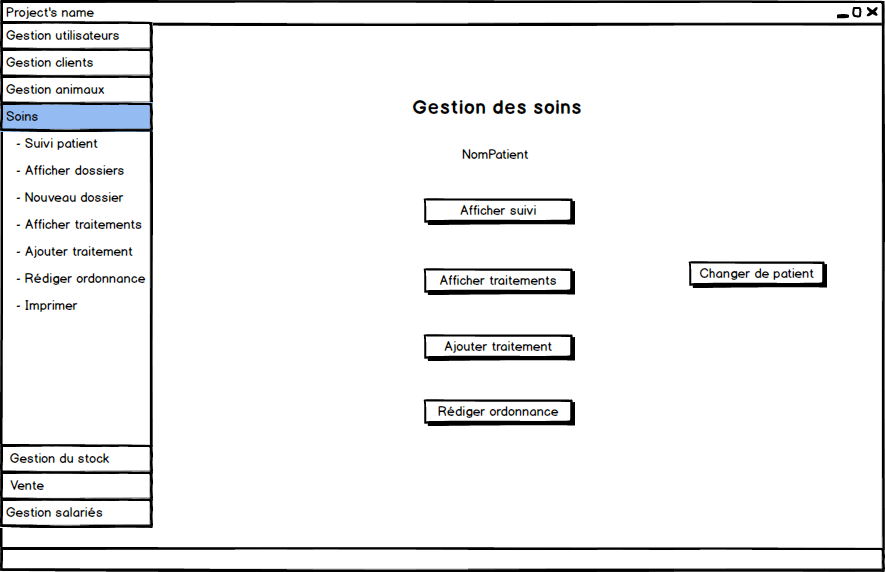 Project's name
Gestion utilisateurs
Gestion clients
Gestion animaux
Soins
- Suivi patient
- Afficher dossiers
- Nouveau dossier
- Afficher traitements
- Ajouter traitement
- Rédiger ordonnance
- Imprimer
Gestion du stock
Vente
Gestion salariés
Gestion des soins
NomPatient
Afficher suivi
Afficher traitements
Ajouter traitement
Rédiger ordonnance
Changer de patient